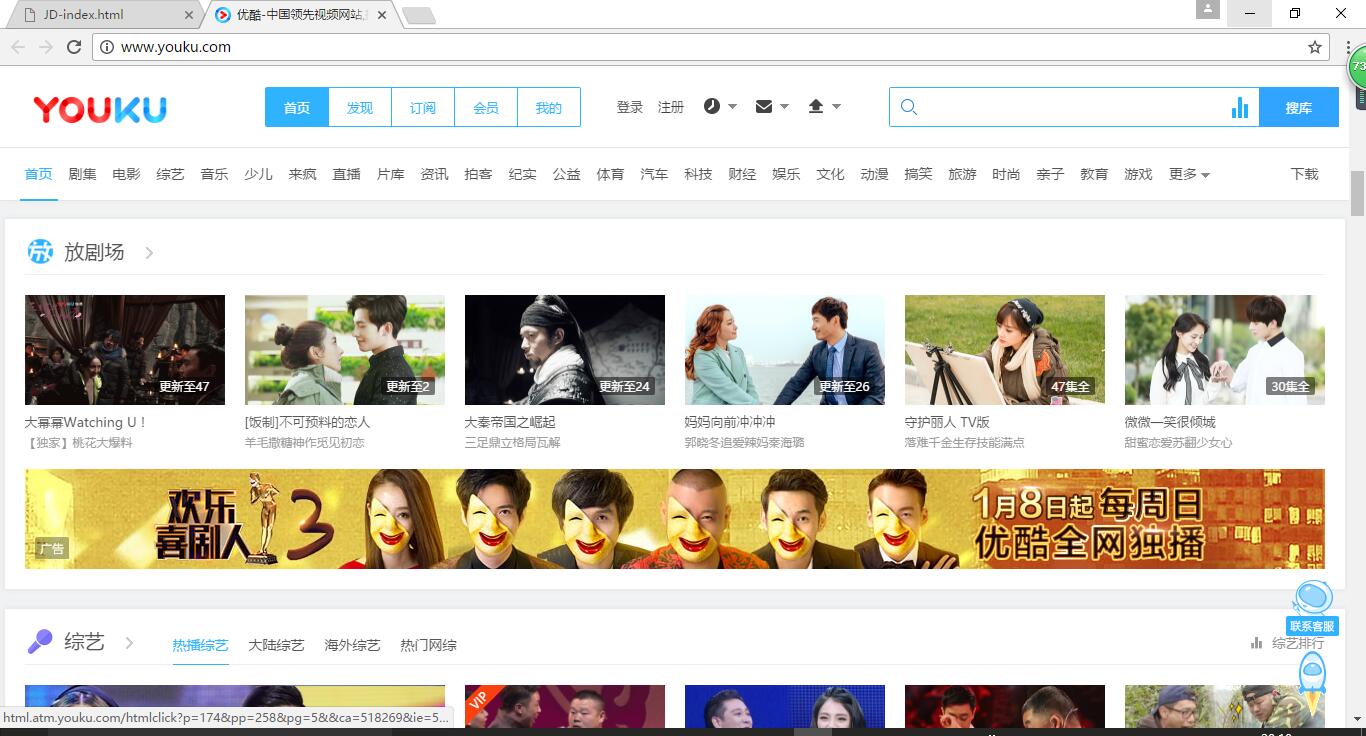 JD-index.html
优酷-中国领先视频网站,
www.youku.com
73
YOUKU
首页 发现 订阅 会员 我的
登录 注册
搜库
首页 剧集 电影 综艺 音乐 少儿 来疯 直播 片库 资讯 拍客 纪实 公益 体育 汽车 科技 财经 娱乐 文化 动漫 搞笑 旅游 时尚 亲子 教育 游戏 更多 下载
放剧场
更新至47
更新至2
更新至24
更新至26
47集全
30集全
大幂幂Watching U！
[饭制]不可预料的恋人
大秦帝国之崛起
妈妈向前冲冲冲
守护丽人 TV版
微微一笑很倾城
【独家】桃花大爆料
羊毛撒糖神作觅见初恋
三足鼎立格局瓦解
郭晓冬追爱辣妈秦海璐
落难千金生存技能满点
甜蜜恋爱苏翻少女心
欢乐
喜剧人
3
1月8日起每周日
优酷全网独播
广告
联系客服
综艺
热播综艺 大陆综艺 海外综艺 热门网综
综艺排行
VIP
html.atm.youku.com/htmlclick?p=174&pp=258&pg=5&&ca=518269&ie=5...